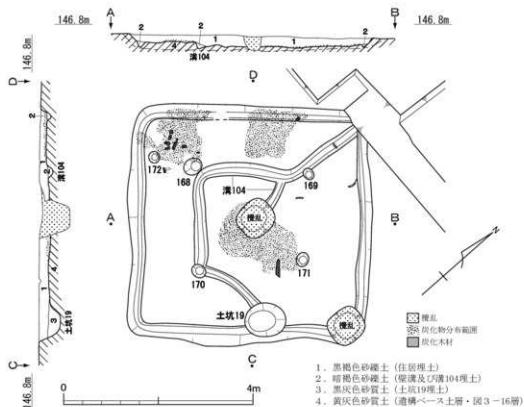 A
B
146.8m
2
2
1
1
2
146.8m
4
溝104
D
146.8m
D
2
1
2
溝104
4
1
3
土坑19
C
146.8m
172
168
溝104
169
A
撹乱
B
170
171
土坑19
撹乱
C
N
撹乱
炭化物分布範囲
炭化木材
0
4m
1. 黒褐色砂礫土(住居埋土)
2. 暗褐色砂礫土(壁溝及び溝104埋土)
3. 黒灰色砂質土(土坑19埋土)
4. 黄灰色砂質土(遺構ベース土層・図3-16層)